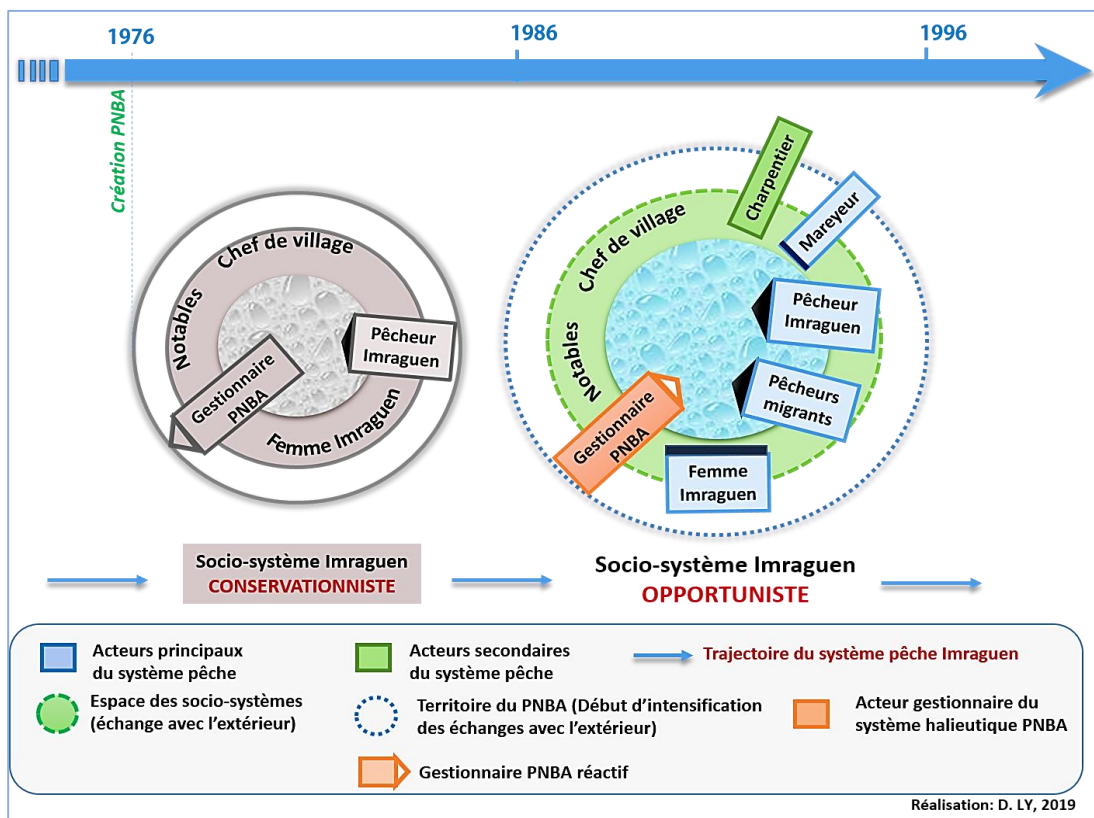 1976
1986
1996
Création PNBA
Chef de village
Notables
Pêcheur
Imraguen
Gestionnaire
PNBA
Femme Imraguen
Charpentier
Mareyeur
Chef de village
Notables
Pêcheur
Imraguen
Pêcheurs
migrants
Gestionnaire
PNBA
Femme
Imraguen
Socio-système Imraguen
CONSERVATIONNISTE
Socio-système Imraguen
OPPORTUNISTE
Acteurs principaux
du système pêche
Acteurs secondaires
du système pêche
Trajectoire du système pêche Imraguen
Espace des socio-systèmes
(échange avec l’extérieur)
Territoire du PNBA (Début d’intensification
des échanges avec l’extérieur)
Acteur gestionnaire du
système halieutique PNBA
Gestionnaire PNBA réactif
Réalisation: D. LY, 2019